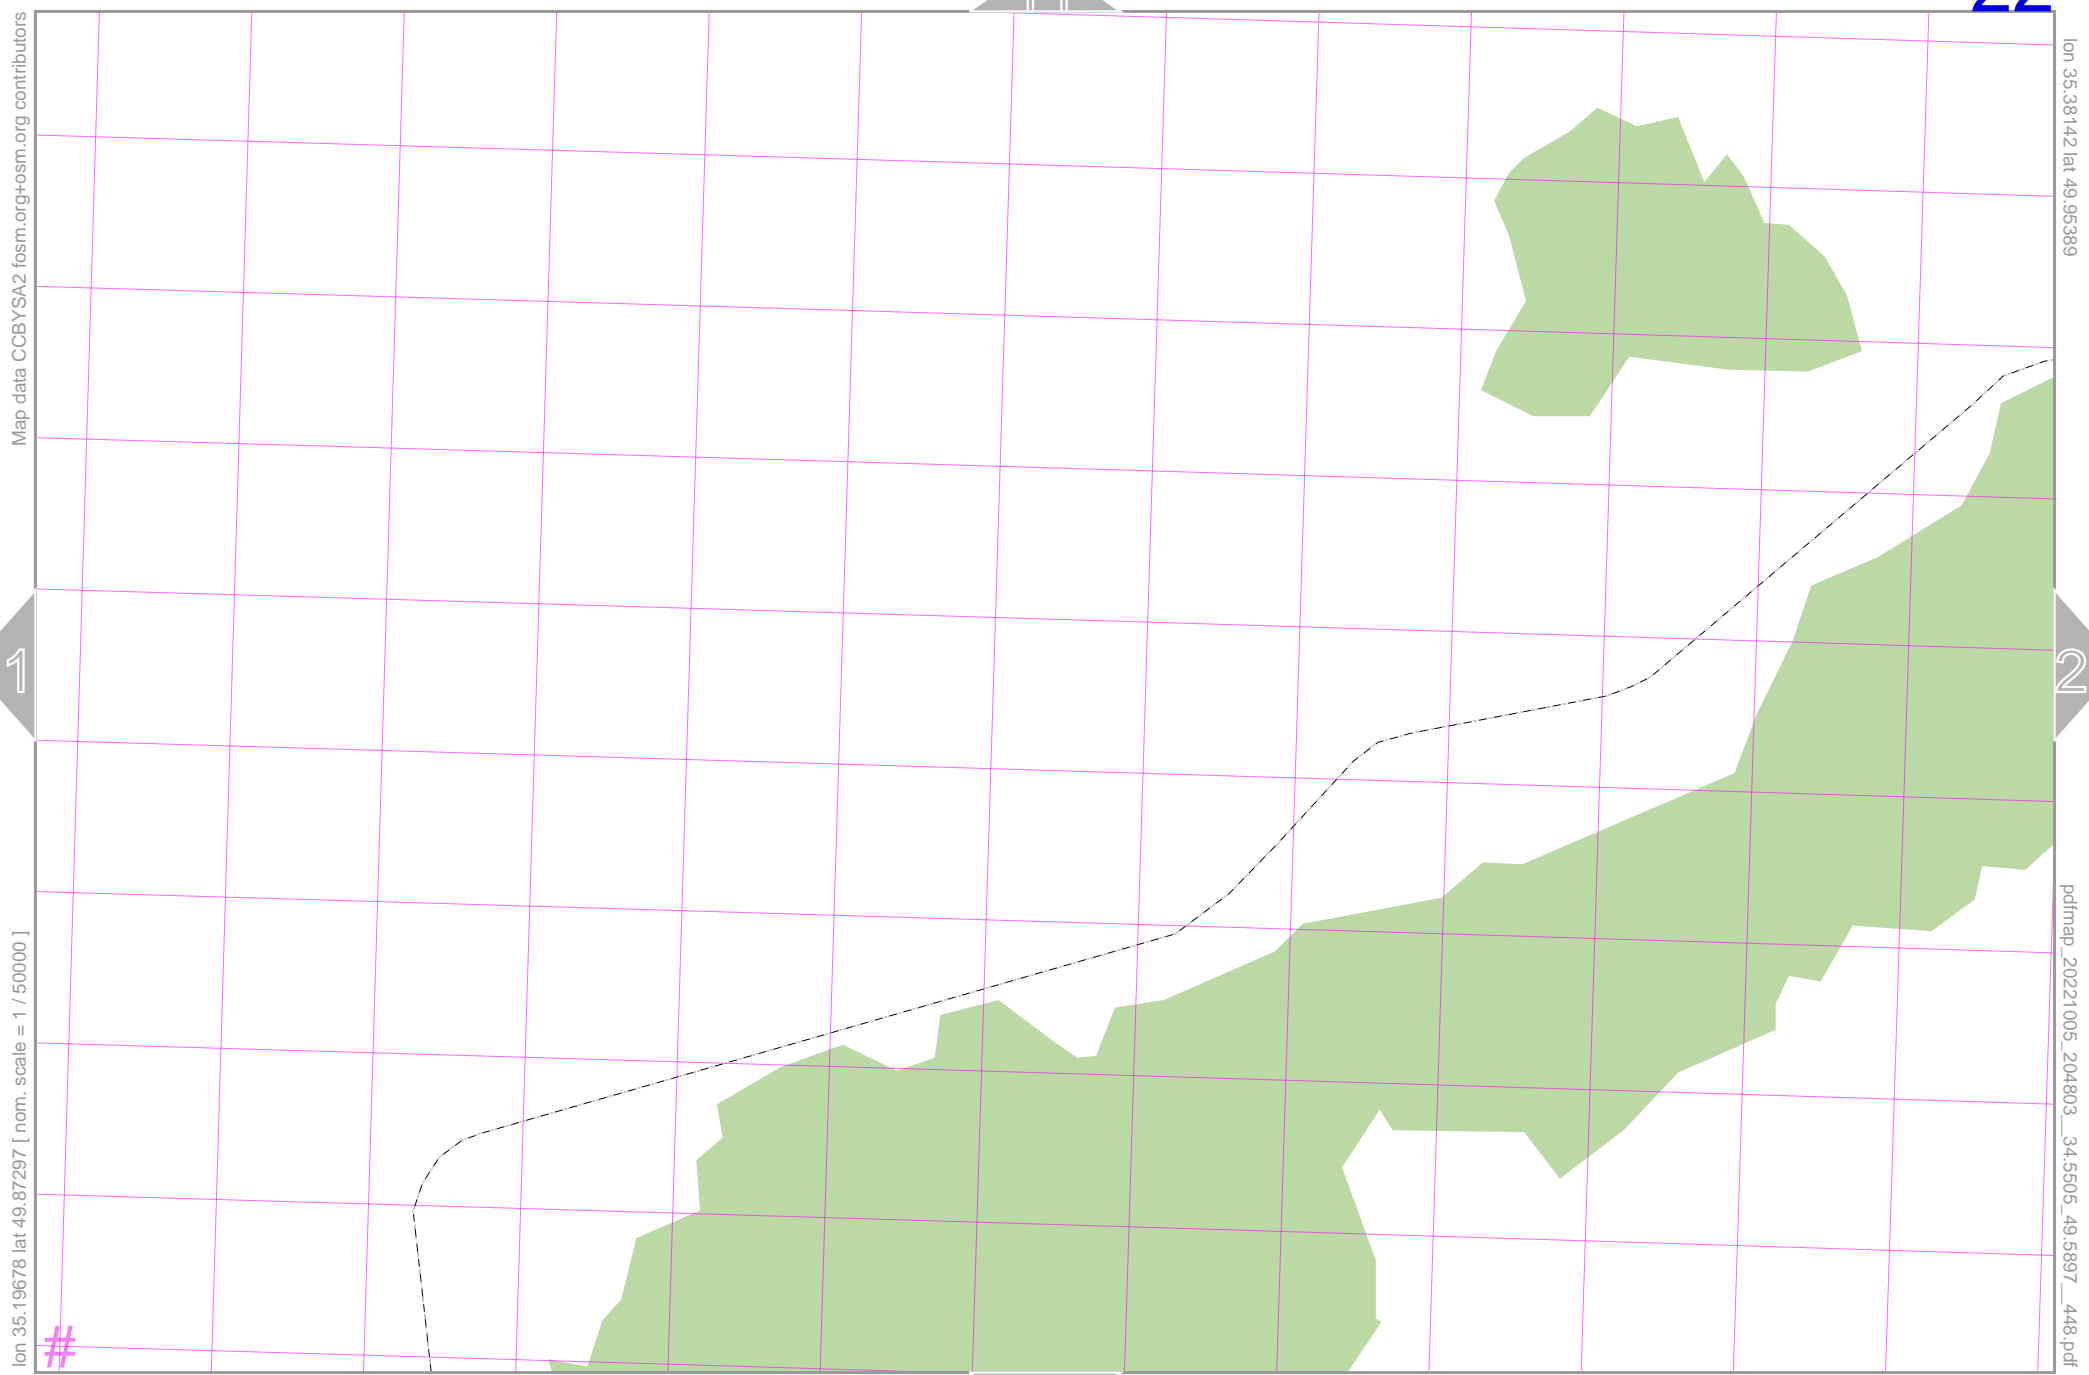 Map data CCBYSA2 fosm.org+osm.org contributors
lon 35.19678 lat 49.87297 [ nom. scale = 1 / 50000 ]
1
#
22
lon 35.38142 lat 49.95389
2
pdfmap_20221005_204803__34.5505_49.5897__448.pdf